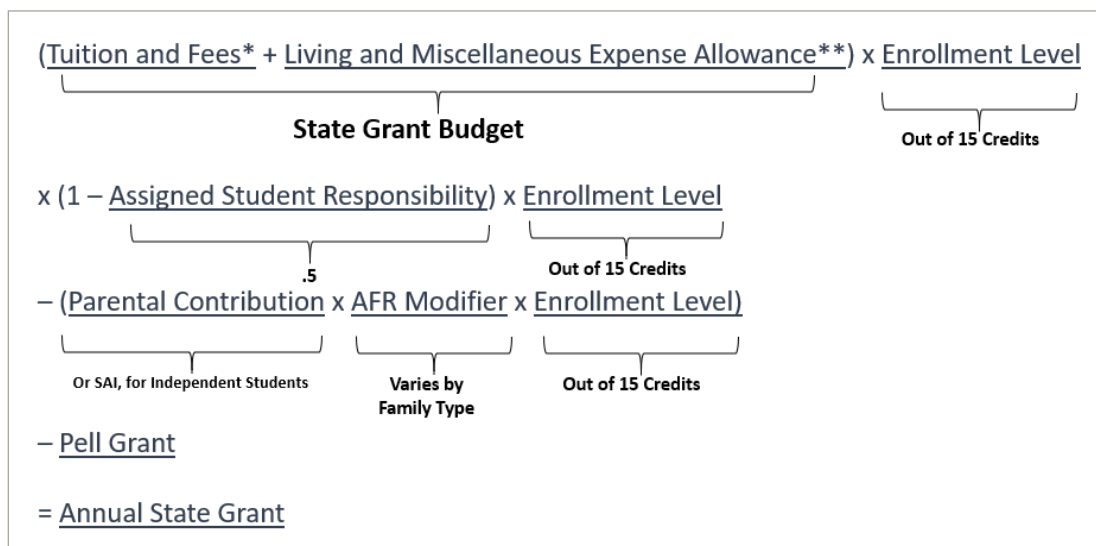 (Tuition and Fees* + Living and Miscellaneous Expense Allowance**) x Enrollment Level
State Grant Budget
Out of 15 Credits
x (1 – Assigned Student Responsibility) x Enrollment Level
.5
Out of 15 Credits
– (Parental Contribution x AFR Modifier x Enrollment Level)
Or SAI, for Independent Students
Varies by
Family Type
Out of 15 Credits
– Pell Grant
= Annual State Grant